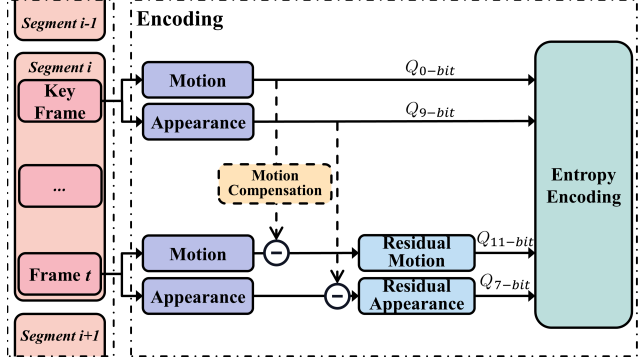 Segment i-1
Encoding
Segment i
Key
Frame
...
Frame t
Segment i+1
Motion
Q0−bit
Appearance
Q9−bit
Motion
Compensation
Motion
−
Residual
Motion
Q11−bit
Appearance
−
Residual
Appearance
Q7−bit
Entropy
Encoding